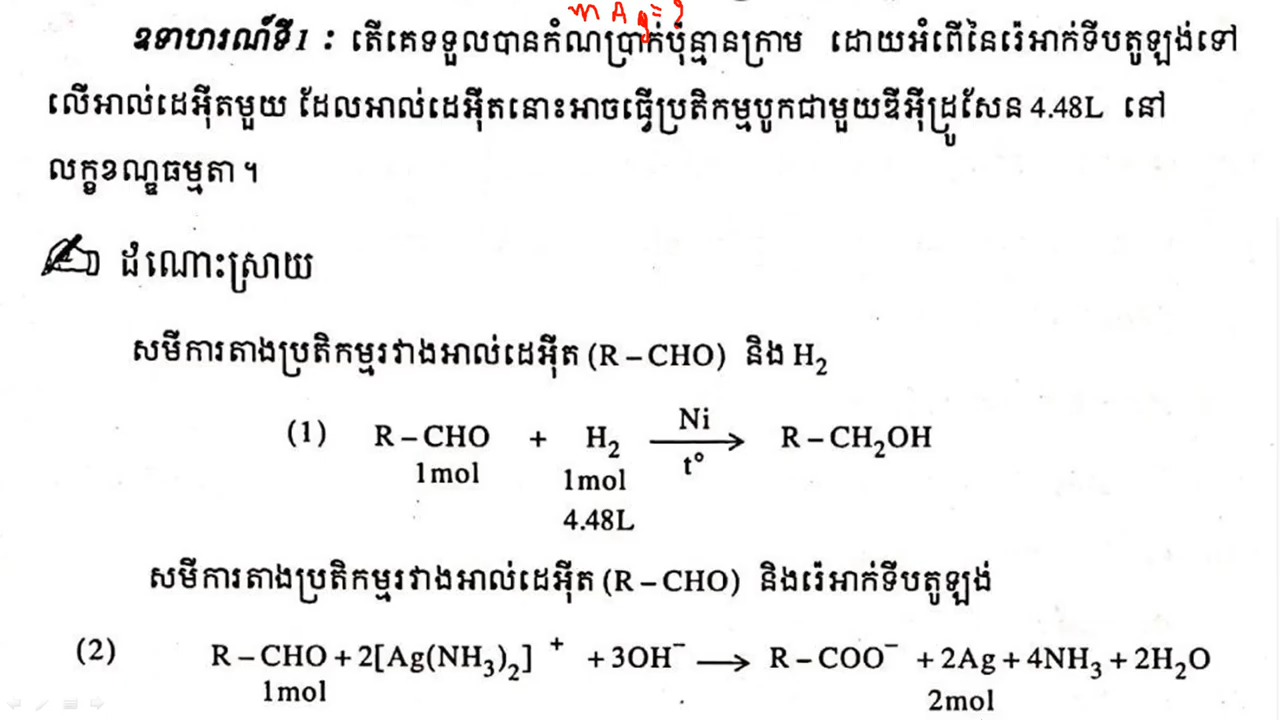 m Ag = ?
ឧទាហរណ៍ទី1 : តើគេទទួលបានកំណប្រាក់ប៉ុន្មានក្រាម ដោយអំពើនៃរ៉េអាក់ទីបតូឡង់ទៅ
លើអាល់ដេអ៊ីតមួយ ដែលអាល់ដេអ៊ីតនោះអាចធ្វើប្រតិកម្មបូកជាមួយឌីអ៊ីដ្រូសែន 4.48L នៅ
លក្ខខណ្ឌធម្មតា ។
ដំណោះស្រាយ
សមីការតាងប្រតិកម្មរវាងអាល់ដេអ៊ីត (R – CHO) និង H₂
(1) R – CHO + H₂ —Ni/t°→ R – CH₂OH
1mol 1mol
4.48L
សមីការតាងប្រតិកម្មរវាងអាល់ដេអ៊ីត (R – CHO) និងរ៉េអាក់ទីបតូឡង់
(2) R – CHO + 2[Ag(NH₃)₂]⁺ + 3OH⁻ → R – COO⁻ + 2Ag + 4NH₃ + 2H₂O
1mol 2mol